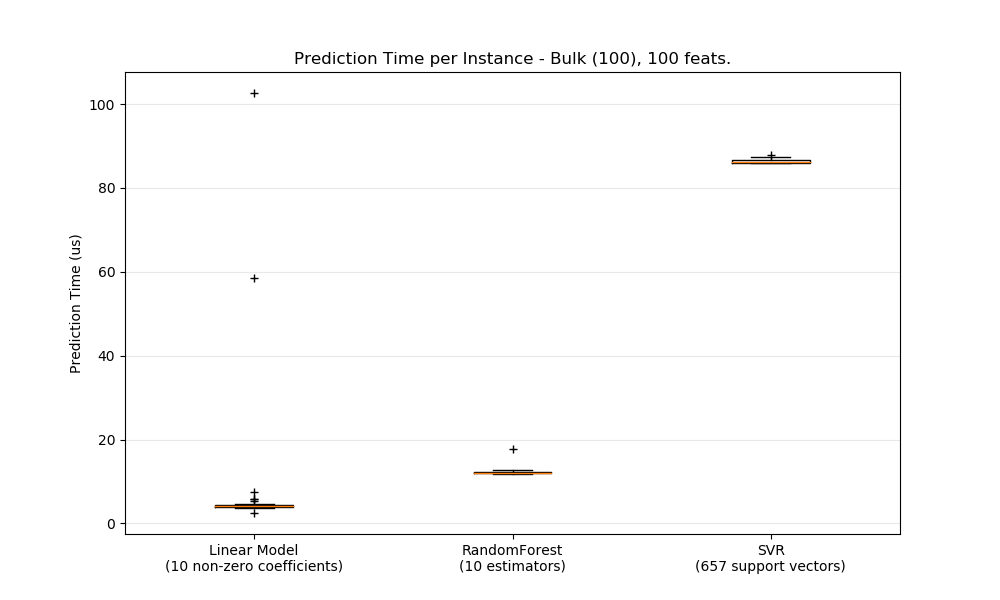 Prediction Time per Instance - Bulk (100), 100 feats.
Prediction Time (us)
100
80
60
40
20
0
Linear Model
(10 non-zero coefficients)
RandomForest
(10 estimators)
SVR
(657 support vectors)